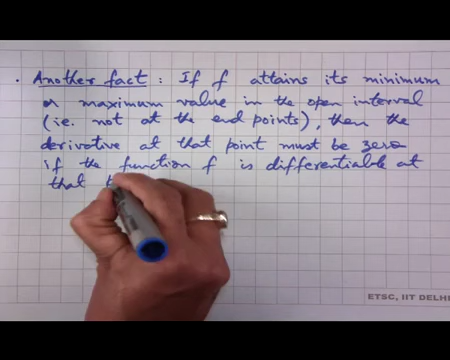 . Another fact : If f attains its minimum
or maximum value in the open interval
(i.e. not at the end points), then the
derivative at that point must be zero
if the function f is differentiable at
that
ETSC, IIT DELHI